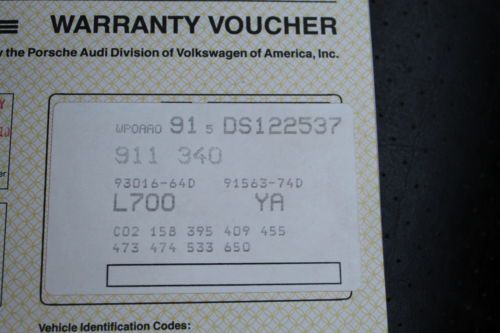 WARRANTY VOUCHER
y the Porsche Audi Division of Volkswagen of America, Inc.
WPOAAO 91 5 DS122537
911 340
93016-64D 91563-74D
L700 YA
C02 158 395 409 455
473 474 533 650
Vehicle Identification Codes: